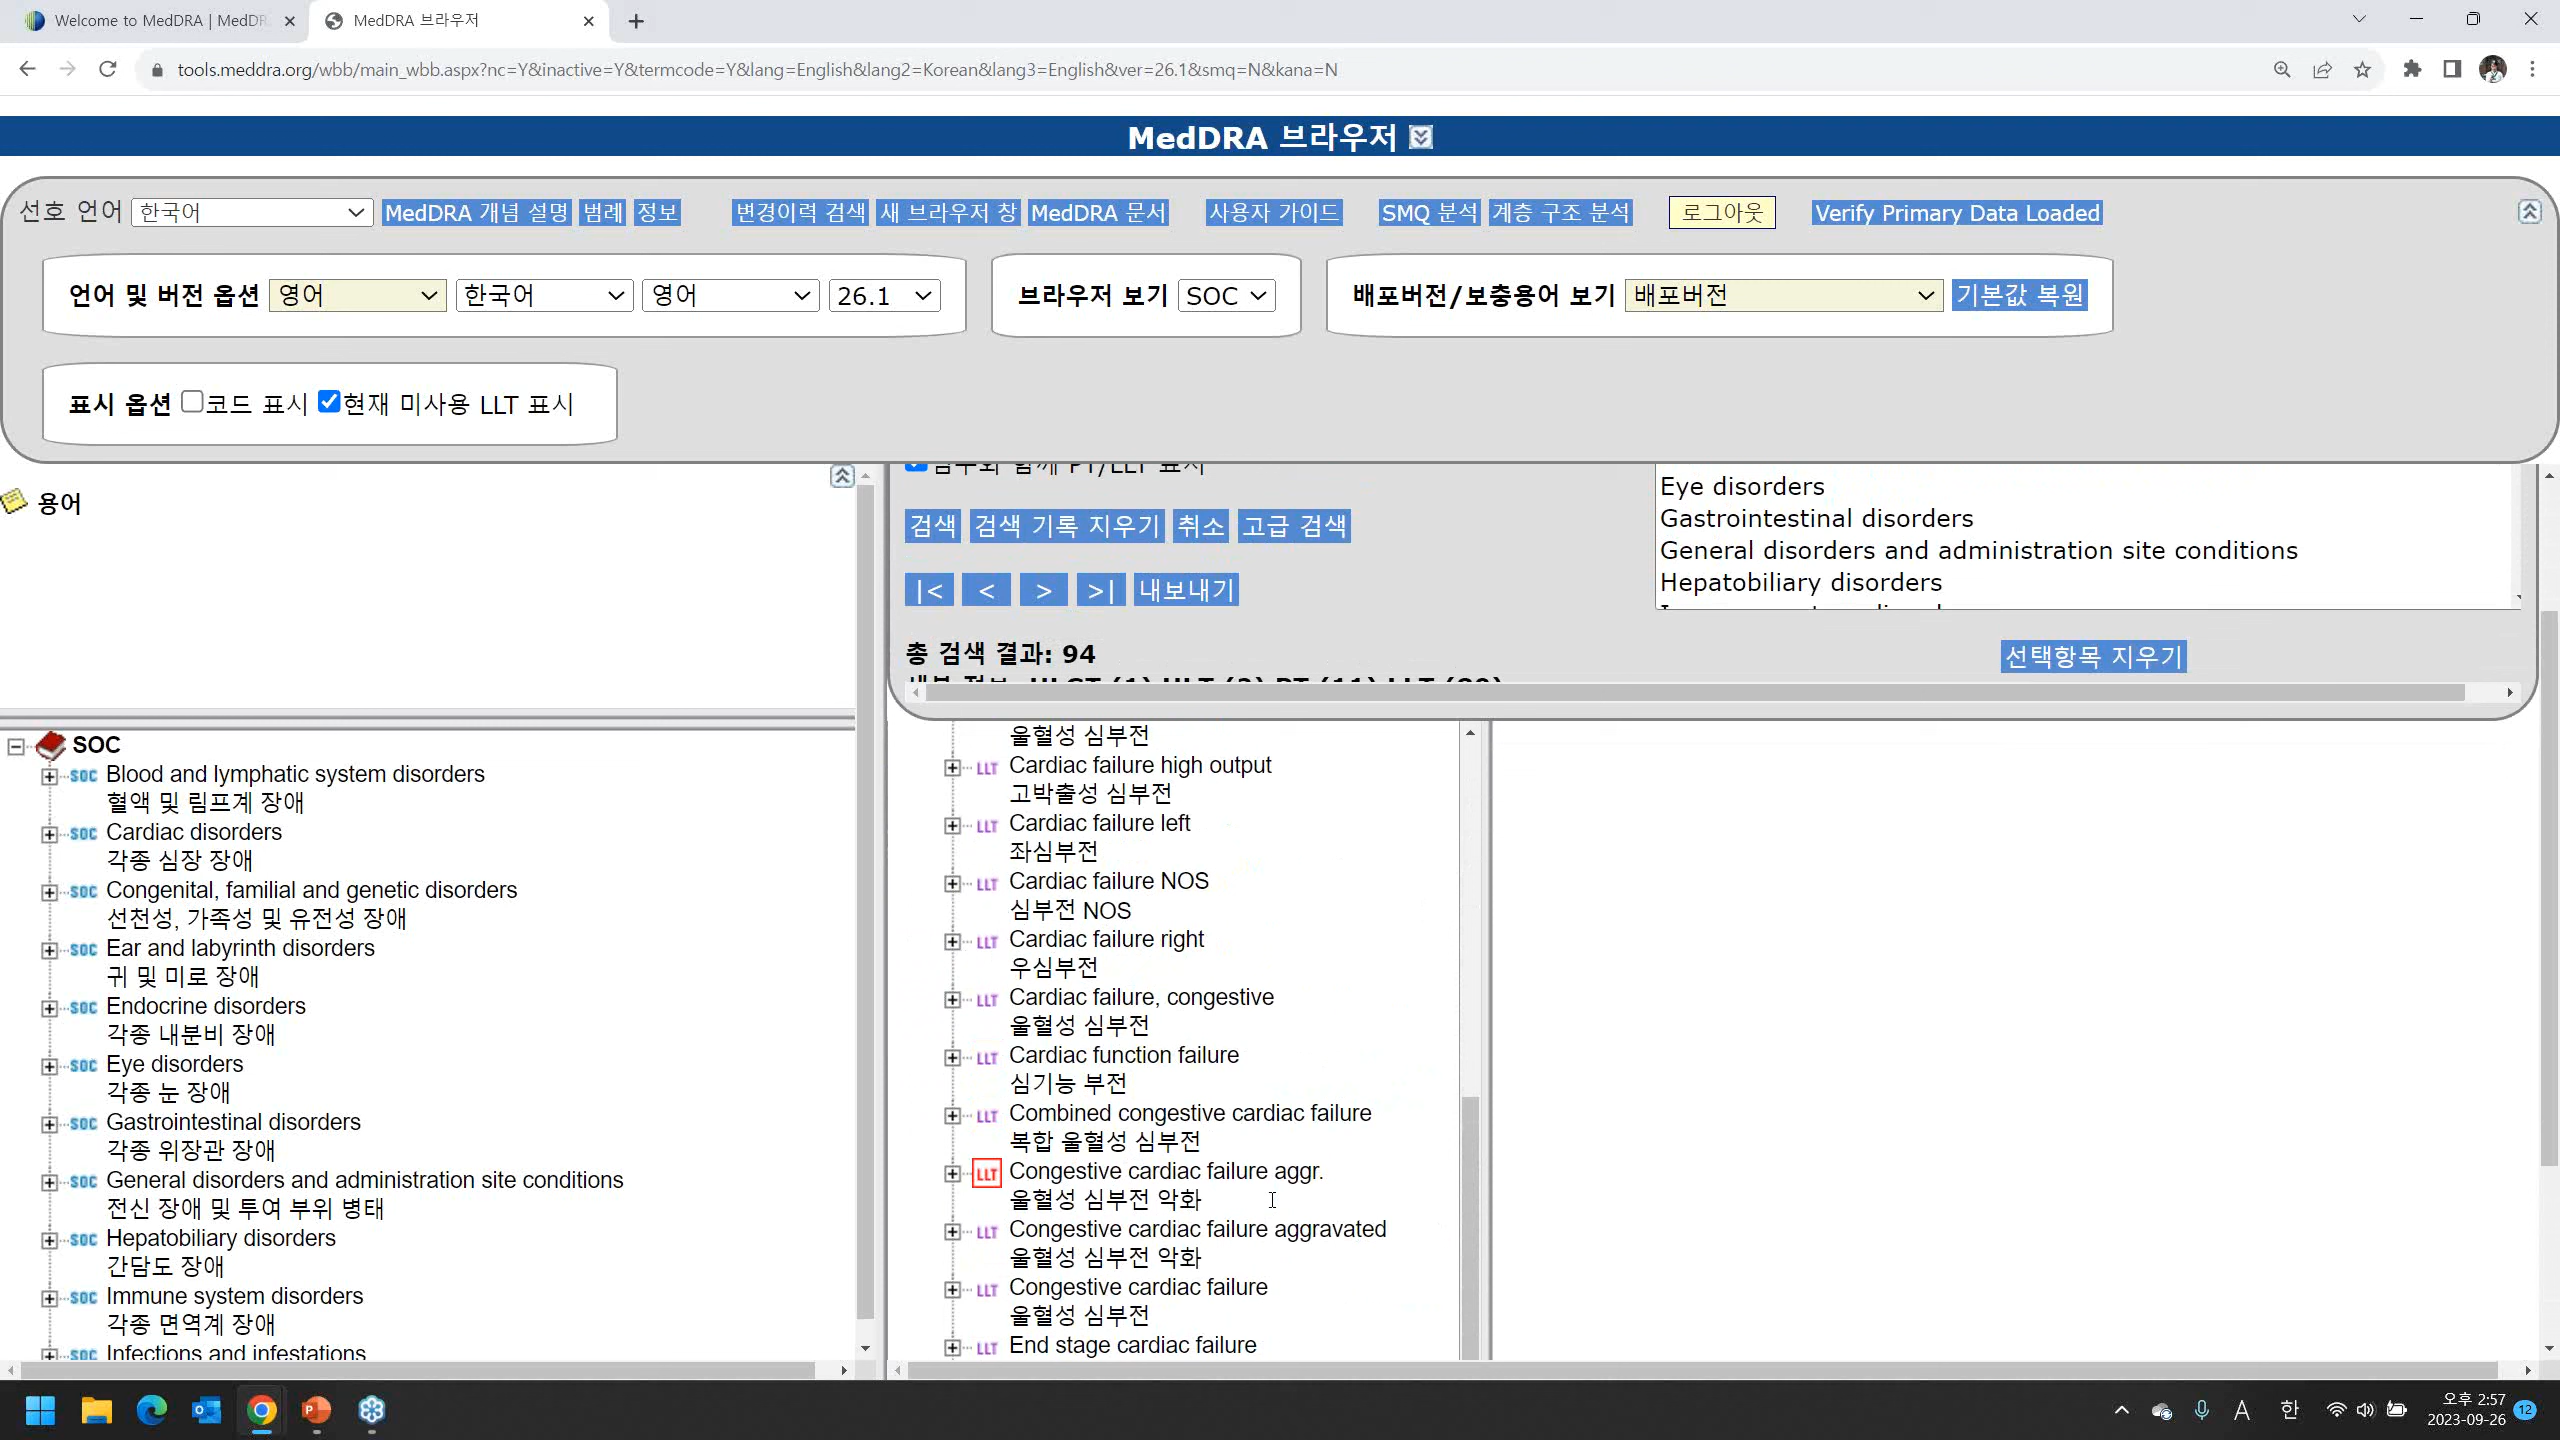 Welcome to MedDRA | MedDR
MedDRA 브라우저
tools.meddra.org/wbb/main_wbb.aspx?nc=Y&inactive=Y&termcode=Y&lang=English&lang2=Korean&lang3=English&ver=26.1&smq=N&kana=N
MedDRA 브라우저
선호 언어 한국어 MedDRA 개념 설명 범례 정보 변경이력 검색 새 브라우저 창 MedDRA 문서 사용자 가이드 SMQ 분석 계층 구조 분석 로그아웃 Verify Primary Data Loaded
언어 및 버전 옵션 영어 한국어 영어 26.1 브라우저 보기 SOC 배포버전/보충용어 보기 배포버전 기본값 복원
표시 옵션 코드 표시 현재 미사용 LLT 표시
용어
SOC
SOC Blood and lymphatic system disorders
혈액 및 림프계 장애
SOC Cardiac disorders
각종 심장 장애
SOC Congenital, familial and genetic disorders
선천성, 가족성 및 유전성 장애
SOC Ear and labyrinth disorders
귀 및 미로 장애
SOC Endocrine disorders
각종 내분비 장애
SOC Eye disorders
각종 눈 장애
SOC Gastrointestinal disorders
각종 위장관 장애
SOC General disorders and administration site conditions
전신 장애 및 투여 부위 병태
SOC Hepatobiliary disorders
간담도 장애
SOC Immune system disorders
각종 면역계 장애
SOC Infections and infestations
PT/LLT 표시
검색 검색 기록 지우기 취소 고급 검색
|< < > >| 내보내기
총 검색 결과: 94
Eye disorders
Gastrointestinal disorders
General disorders and administration site conditions
Hepatobiliary disorders
선택항목 지우기
울혈성 심부전
LLT Cardiac failure high output
고박출성 심부전
LLT Cardiac failure left
좌심부전
LLT Cardiac failure NOS
심부전 NOS
LLT Cardiac failure right
우심부전
LLT Cardiac failure, congestive
울혈성 심부전
LLT Cardiac function failure
심기능 부전
LLT Combined congestive cardiac failure
복합 울혈성 심부전
LLT Congestive cardiac failure aggr.
울혈성 심부전 악화
LLT Congestive cardiac failure aggravated
울혈성 심부전 악화
LLT Congestive cardiac failure
울혈성 심부전
LLT End stage cardiac failure
A 한 오후 2:57
2023-09-26 12